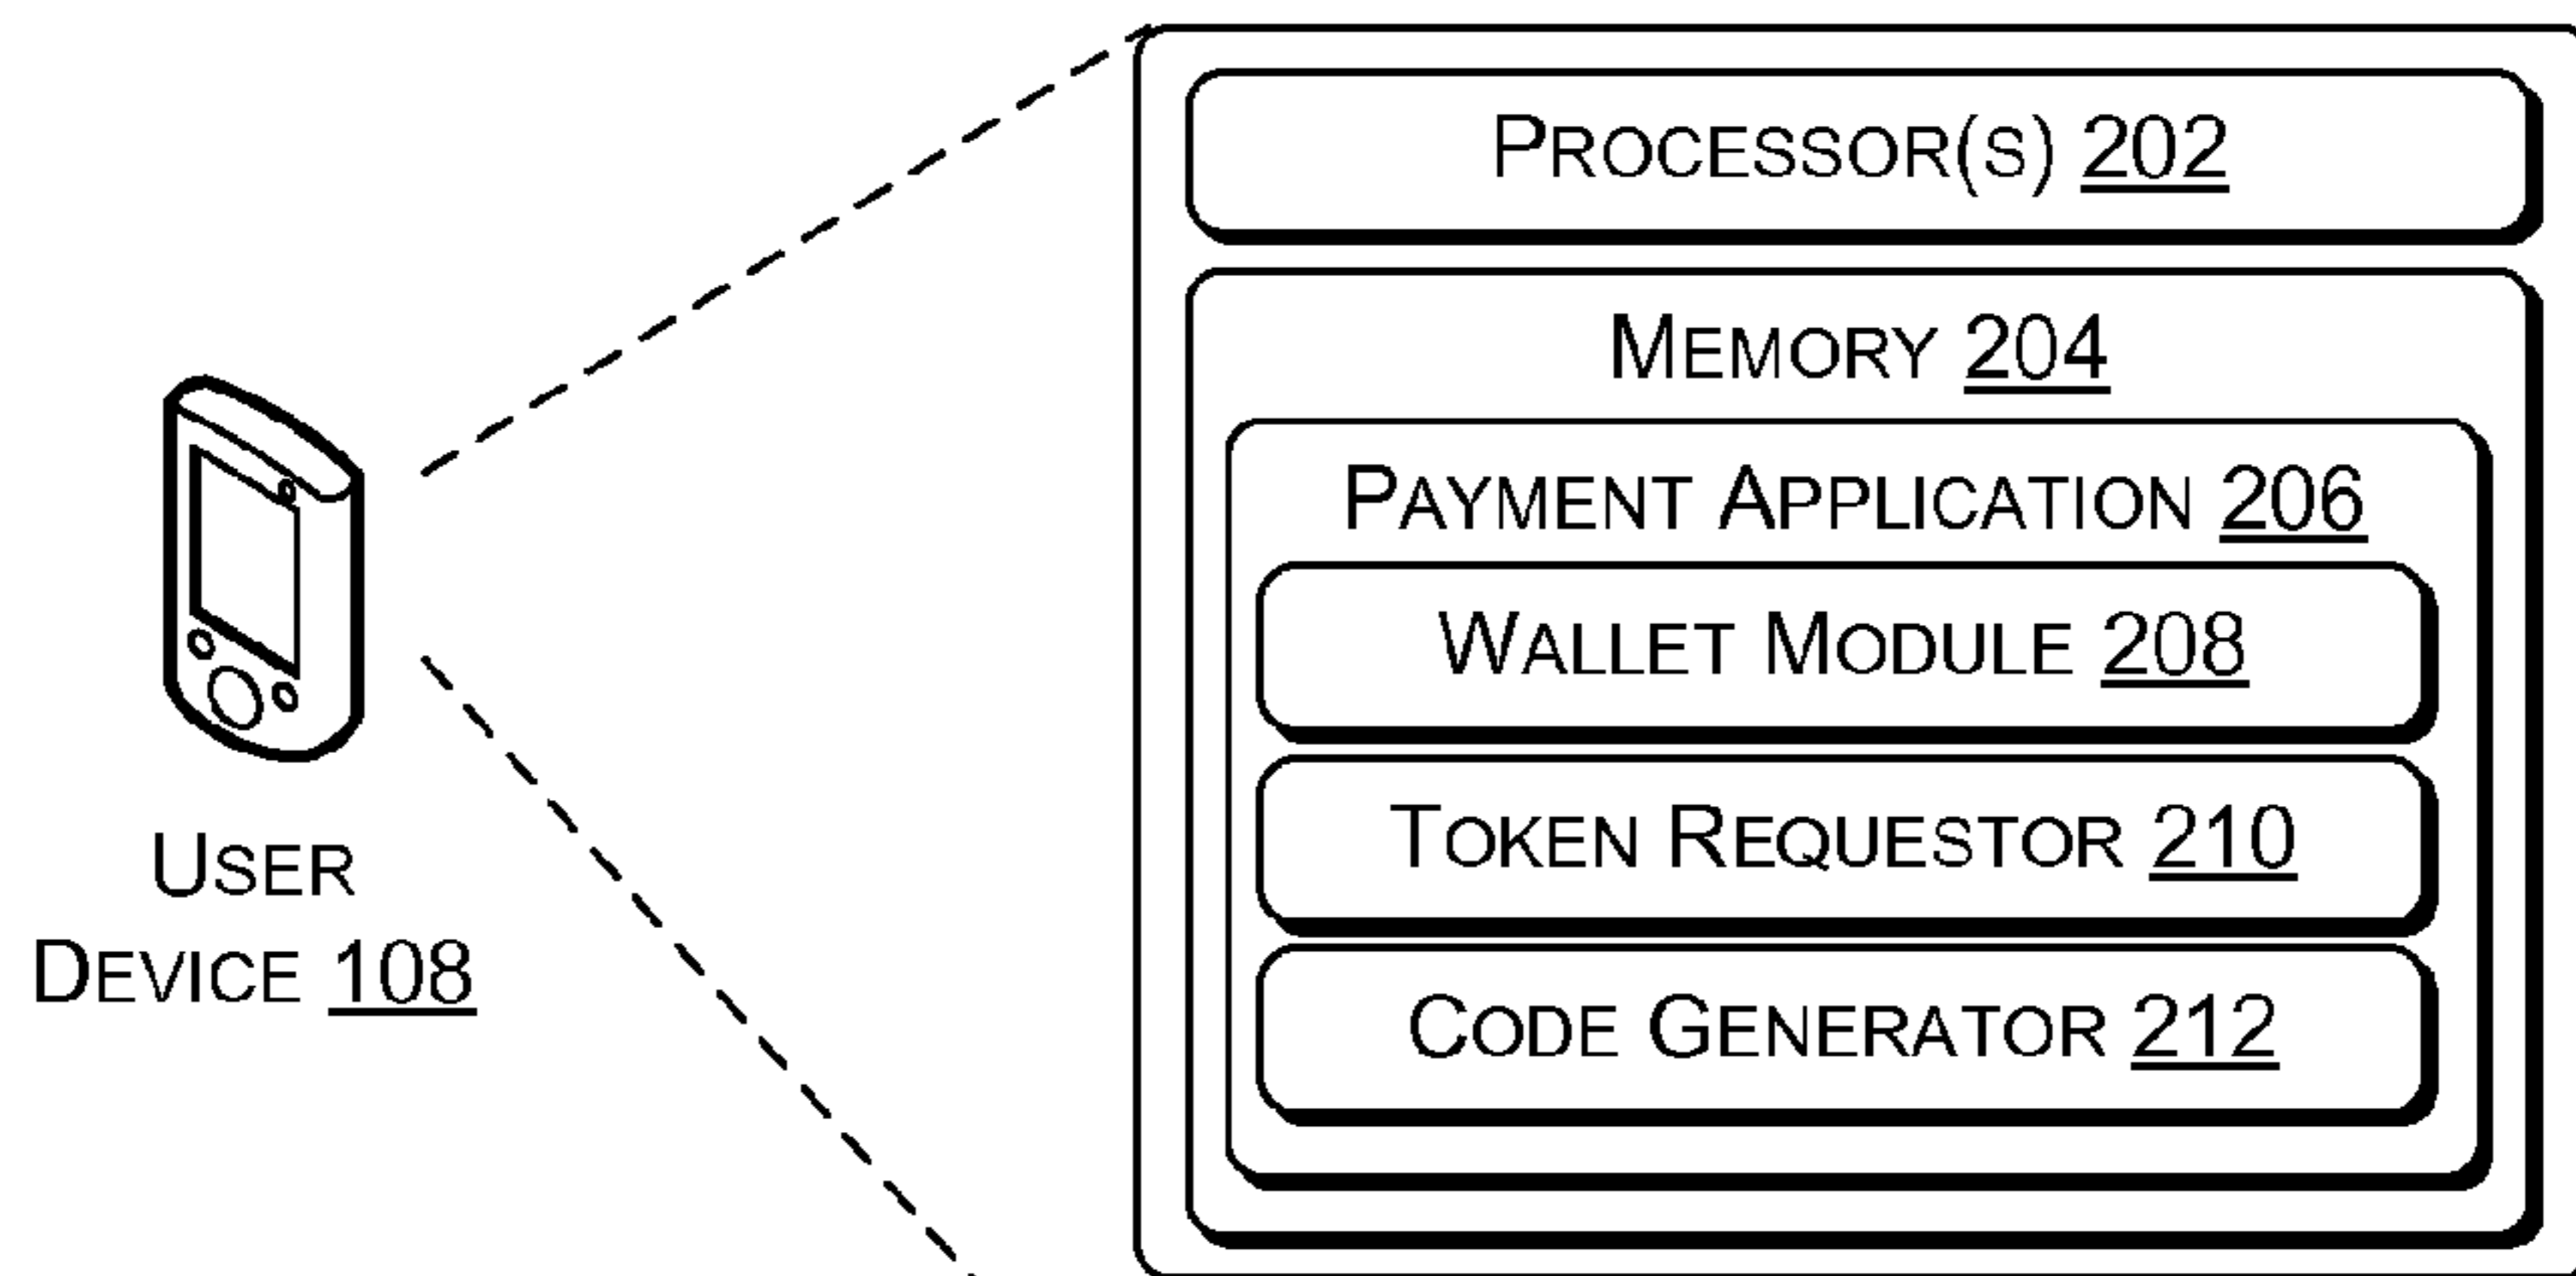 PROCESSOR(S) 202
MEMORY 204
PAYMENT APPLICATION 206
WALLET MODULE 208
TOKEN REQUESTOR 210
CODE GENERATOR 212
USER
DEVICE 108